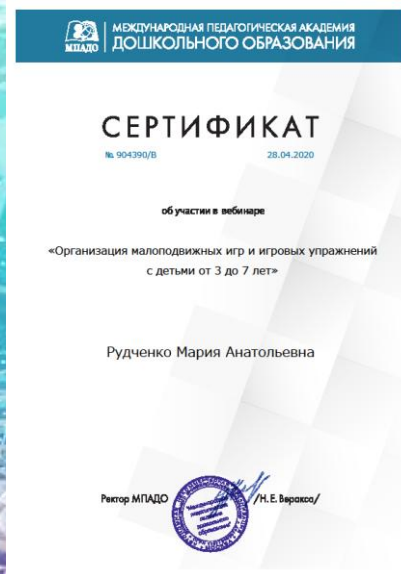 МПАДО
МЕЖДУНАРОДНАЯ ПЕДАГОГИЧЕСКАЯ АКАДЕМИЯ
ДОШКОЛЬНОГО ОБРАЗОВАНИЯ
СЕРТИФИКАТ
№ 904390/В
28.04.2020
об участии в вебинаре
«Организация малоподвижных игр и игровых упражнений
с детьми от 3 до 7 лет»
Рудченко Мария Анатольевна
Ректор МПАДО
/Н. Е. Веракса/